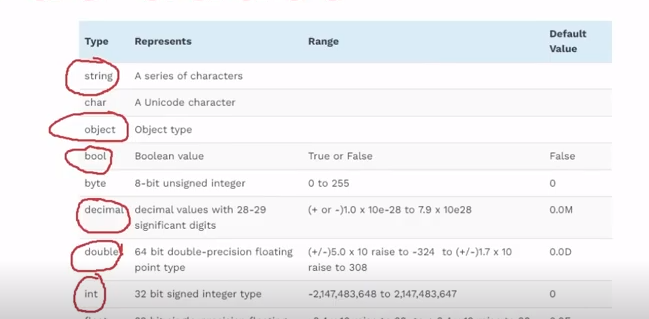 Type Represents Range Default Value
string A series of characters
char A Unicode character
object Object type
bool Boolean value True or False False
byte 8-bit unsigned integer 0 to 255 0
decimal decimal values with 28-29 significant digits (+ or -)1.0 x 10e-28 to 7.9 x 10e28 0.0M
double 64 bit double-precision floating point type (+/-)5.0 x 10 raise to -324 to (+/-)1.7 x 10 raise to 308 0.0D
int 32 bit signed integer type -2,147,483,648 to 2,147,483,647 0